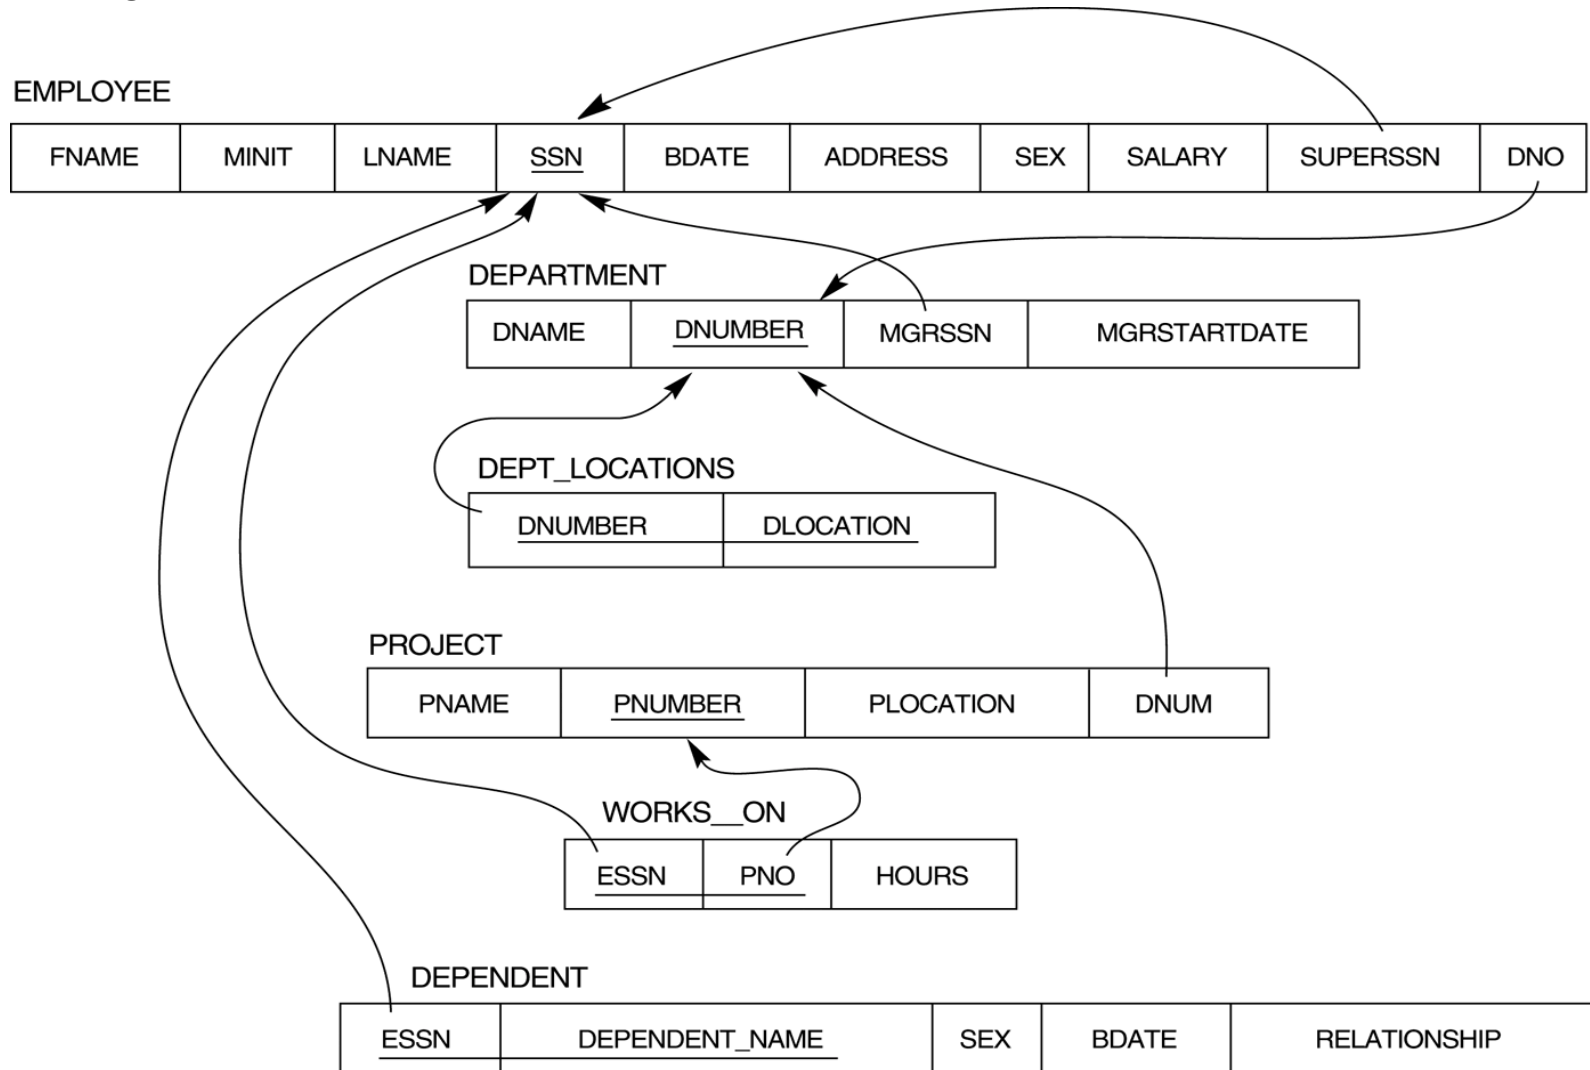 EMPLOYEE
FNAME MINIT LNAME SSN BDATE ADDRESS SEX SALARY SUPERSSN DNO
DEPARTMENT
DNAME DNUMBER MGRSSN MGRSTARTDATE
DEPT_LOCATIONS
DNUMBER DLOCATION
PROJECT
PNAME PNUMBER PLOCATION DNUM
WORKS__ON
ESSN PNO HOURS
DEPENDENT
ESSN DEPENDENT_NAME SEX BDATE RELATIONSHIP